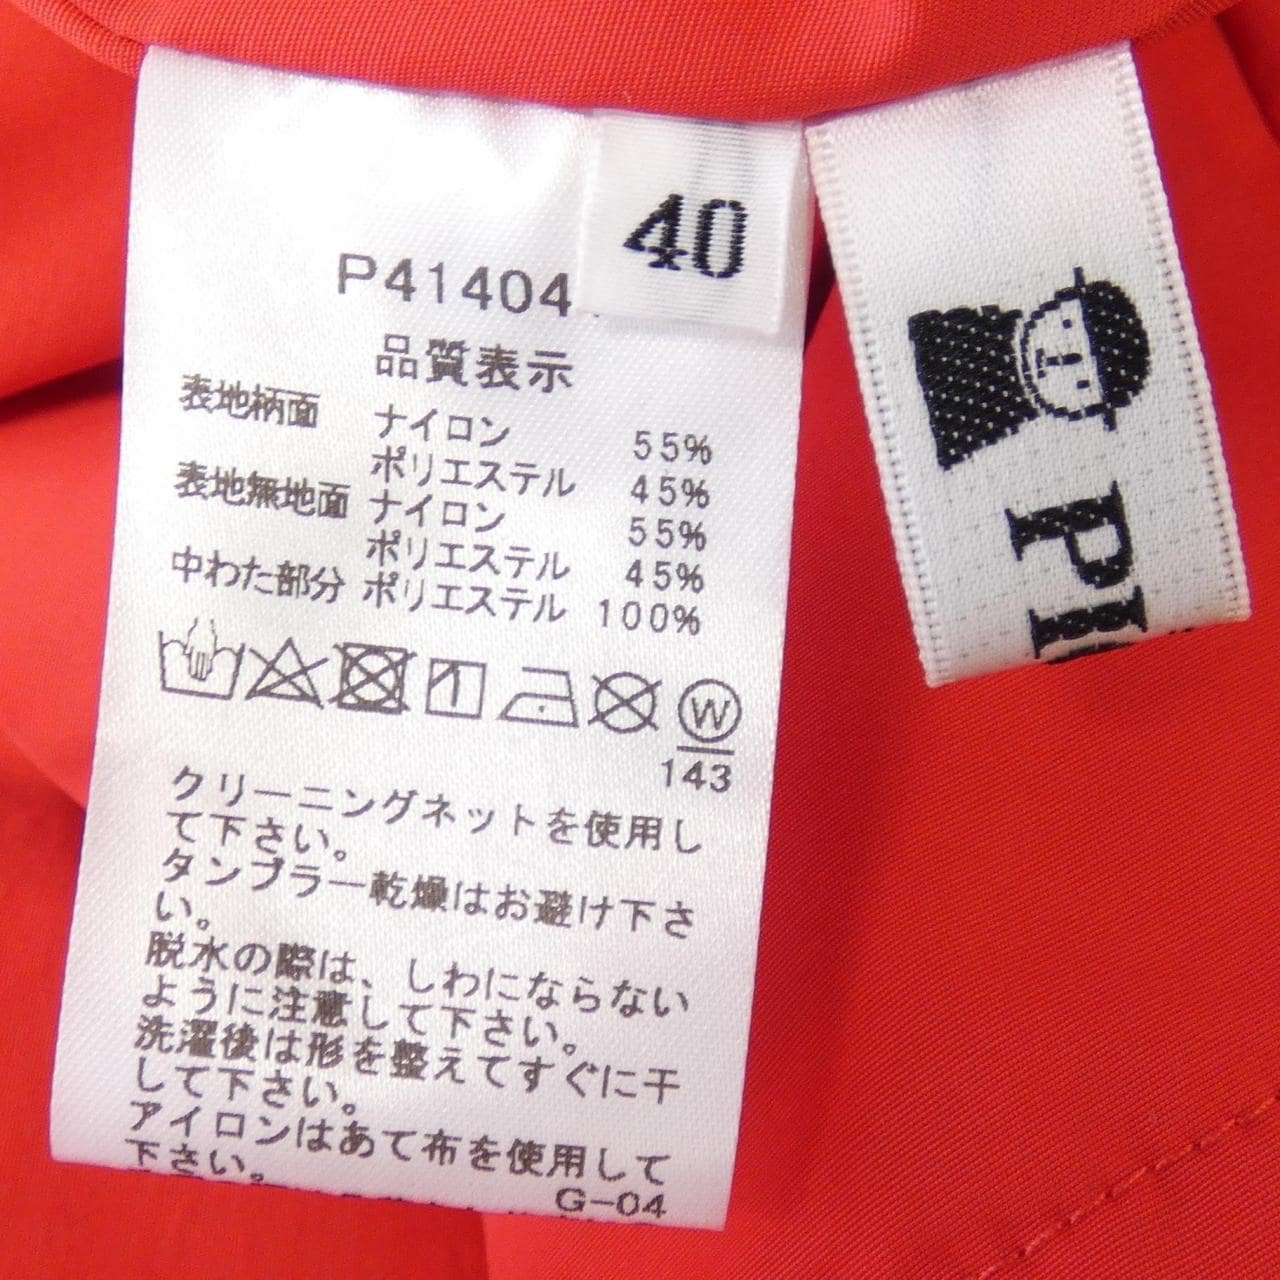 40
P41404
品質表示
表地柄面 ナイロン 55%
ポリエステル 45%
表地無地面 ナイロン 55%
ポリエステル 45%
中わた部分 ポリエステル 100%
1
W
143
クリーニングネットを使用し
て下さい。
タンブラー乾燥はお避け下さ
い。
脱水の際は、しわにならない
ように注意して下さい。
洗濯後は形を整えてすぐに干
して下さい。
アイロンはあて布を使用して
下さい。
G-04